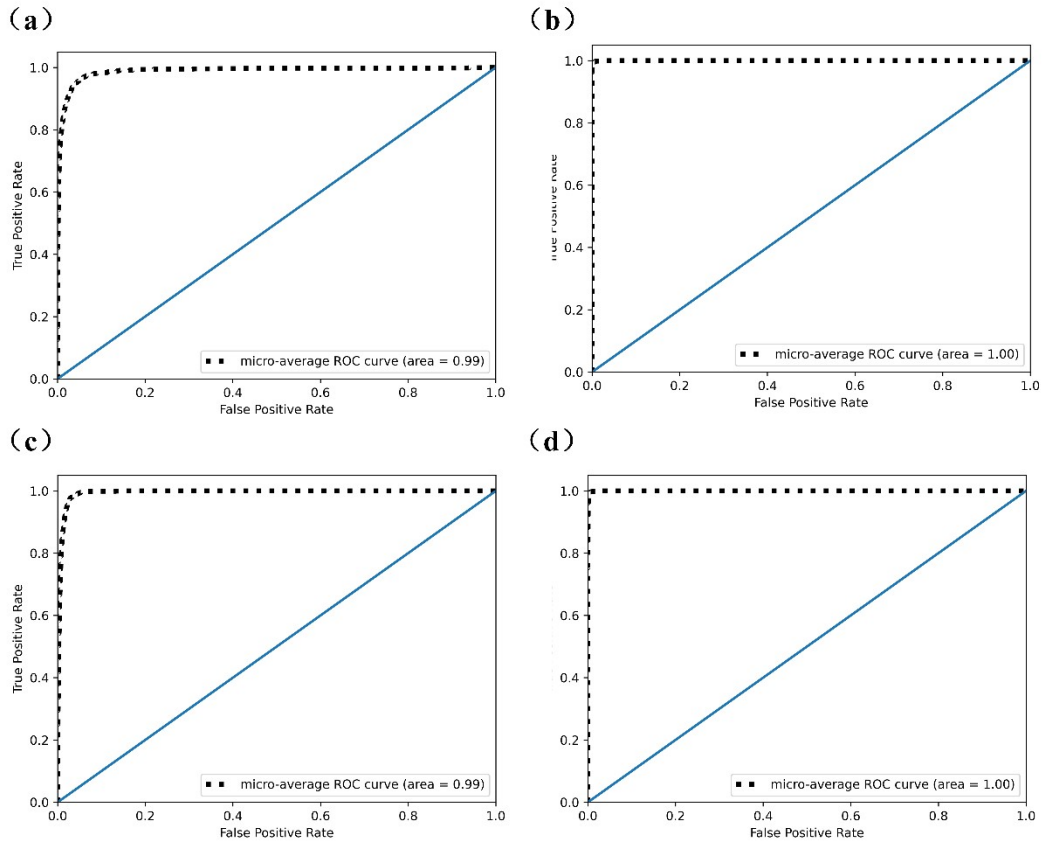 （a）
1.0
0.8
0.6
0.4
0.2
0.0
True Positive Rate
micro-average ROC curve (area = 0.99)
0.0 0.2 0.4 0.6 0.8 1.0
False Positive Rate
（b）
1.0
0.8
0.6
0.4
0.2
0.0
True Positive Rate
micro-average ROC curve (area = 1.00)
0.0 0.2 0.4 0.6 0.8 1.0
False Positive Rate
（c）
1.0
0.8
0.6
0.4
0.2
0.0
True Positive Rate
micro-average ROC curve (area = 0.99)
0.0 0.2 0.4 0.6 0.8 1.0
False Positive Rate
（d）
1.0
0.8
0.6
0.4
0.2
0.0
micro-average ROC curve (area = 1.00)
0.0 0.2 0.4 0.6 0.8 1.0
False Positive Rate